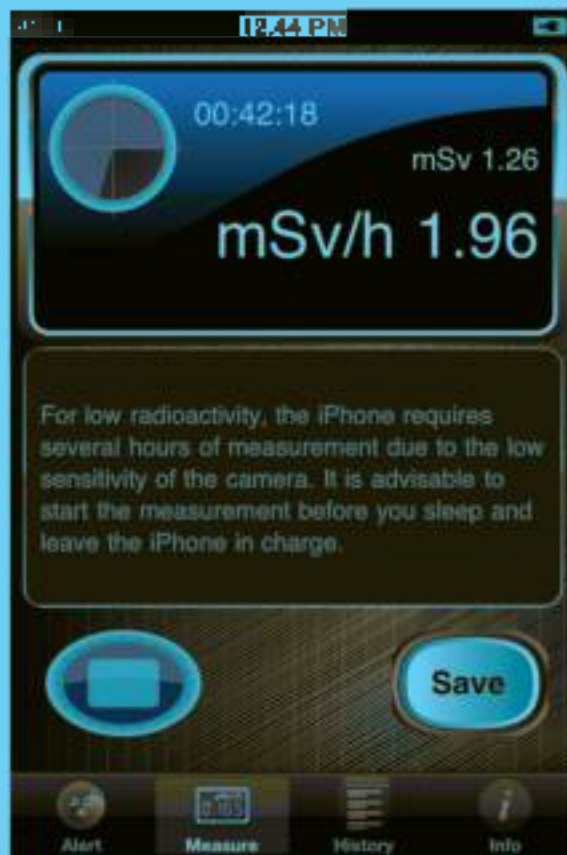 12.44 PM
00:42:18
mSv 1.26
mSv/h 1.96
For low radioactivity, the iPhone requires
several hours of measurement due to the low
sensitivity of the camera. It is advisable to
start the measurement before you sleep and
leave the iPhone in charge.
Save
Alert Measure History Info